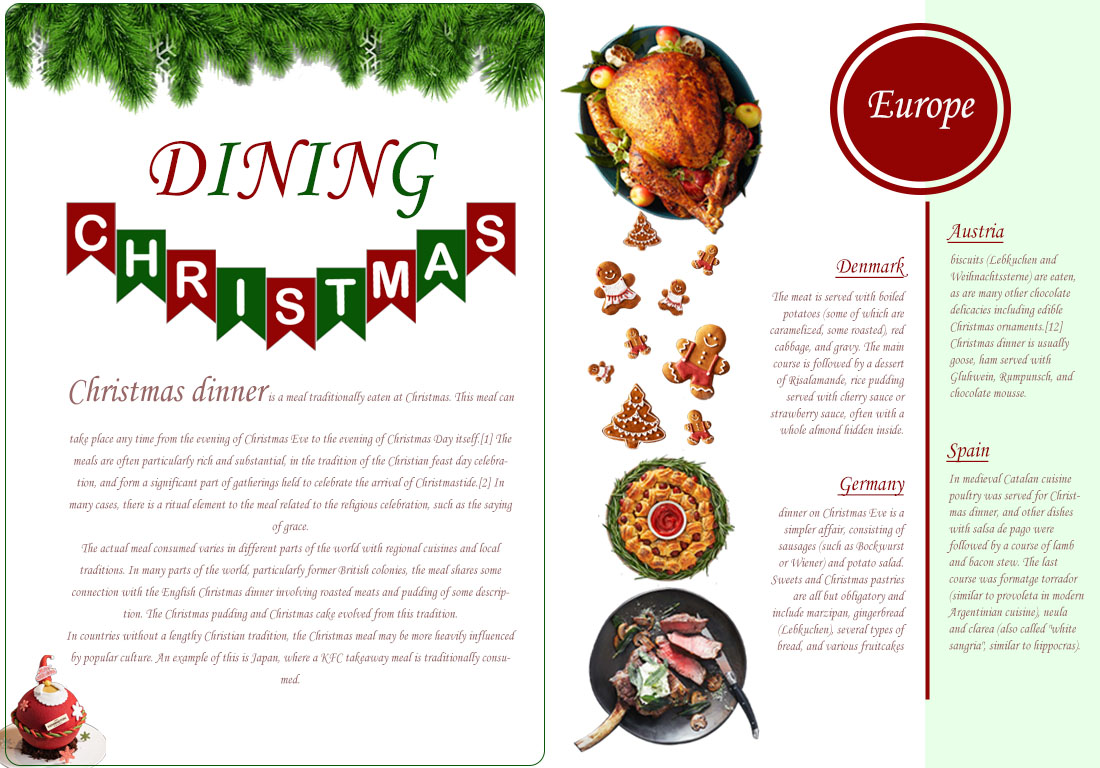 DINING
CHRISTMAS
Christmas dinner is a meal traditionally eaten at Christmas. This meal can
take place any time from the evening of Christmas Eve to the evening of Christmas Day itself.[1] The
meals are often particularly rich and substantial, in the tradition of the Christian feast day celebra-
tion, and form a significant part of gatherings held to celebrate the arrival of Christmastide.[2] In
many cases, there is a ritual element to the meal related to the religious celebration, such as the saying
of grace.
The actual meal consumed varies in different parts of the world with regional cuisines and local
traditions. In many parts of the world, particularly former British colonies, the meal shares some
connection with the English Christmas dinner involving roasted meats and pudding of some descrip-
tion. The Christmas pudding and Christmas cake evolved from this tradition.
In countries without a lengthy Christian tradition, the Christmas meal may be more heavily influenced
by popular culture. An example of this is Japan, where a KFC takeaway meal is traditionally consu-
med.
Europe
Denmark
The meat is served with boiled
potatoes (some of which are
caramelized, some roasted), red
cabbage, and gravy. The main
course is followed by a dessert
of Risalamande, rice pudding
served with cherry sauce or
strawberry sauce, often with a
whole almond hidden inside.
Germany
dinner on Christmas Eve is a
simpler affair, consisting of
sausages (such as Bockwurst
or Wiener) and potato salad.
Sweets and Christmas pastries
are all but obligatory and
include marzipan, gingerbread
(Lebkuchen), several types of
bread, and various fruitcakes
Austria
biscuits (Lebkuchen and
Weihnachtssterne) are eaten,
as are many other chocolate
delicacies including edible
Christmas ornaments.[12]
Christmas dinner is usually
goose, ham served with
Gluhwein, Rumpunsch, and
chocolate mousse.
Spain
In medieval Catalan cuisine
poultry was served for Christ-
mas dinner, and other dishes
with salsa de pago were
followed by a course of lamb
and bacon stew. The last
course was formatge torrador
(similar to provoleta in modern
Argentinian cuisine), neula
and clarea (also called "white
sangria", similar to hippocras).